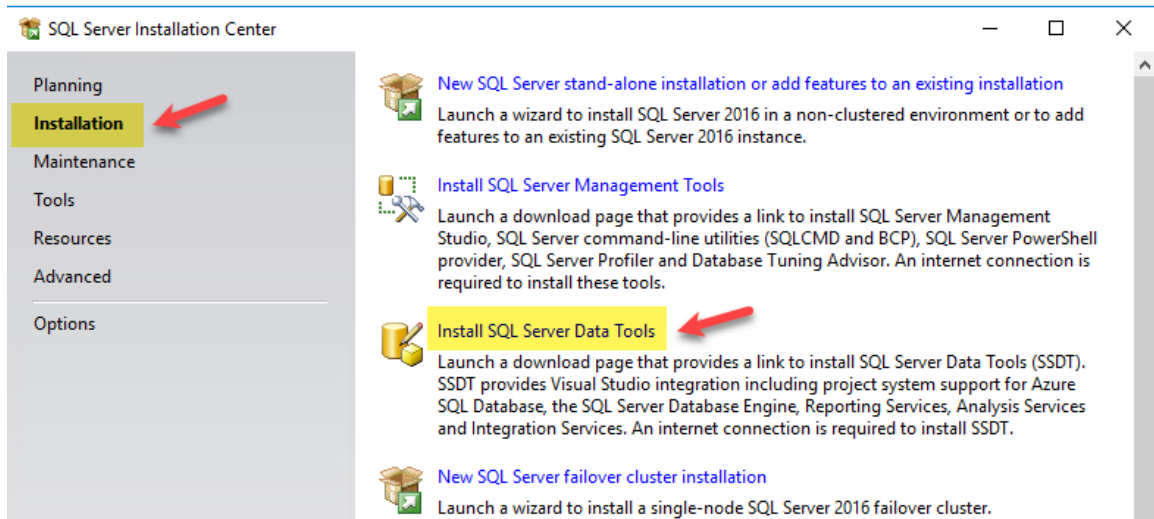 SQL Server Installation Center
Planning
Installation
Maintenance
Tools
Resources
Advanced
Options
New SQL Server stand-alone installation or add features to an existing installation
Launch a wizard to install SQL Server 2016 in a non-clustered environment or to add
features to an existing SQL Server 2016 instance.
Install SQL Server Management Tools
Launch a download page that provides a link to install SQL Server Management
Studio, SQL Server command-line utilities (SQLCMD and BCP), SQL Server PowerShell
provider, SQL Server Profiler and Database Tuning Advisor. An internet connection is
required to install these tools.
Install SQL Server Data Tools
Launch a download page that provides a link to install SQL Server Data Tools (SSDT).
SSDT provides Visual Studio integration including project system support for Azure
SQL Database, the SQL Server Database Engine, Reporting Services, Analysis Services
and Integration Services. An internet connection is required to install SSDT.
New SQL Server failover cluster installation
Launch a wizard to install a single-node SQL Server 2016 failover cluster.